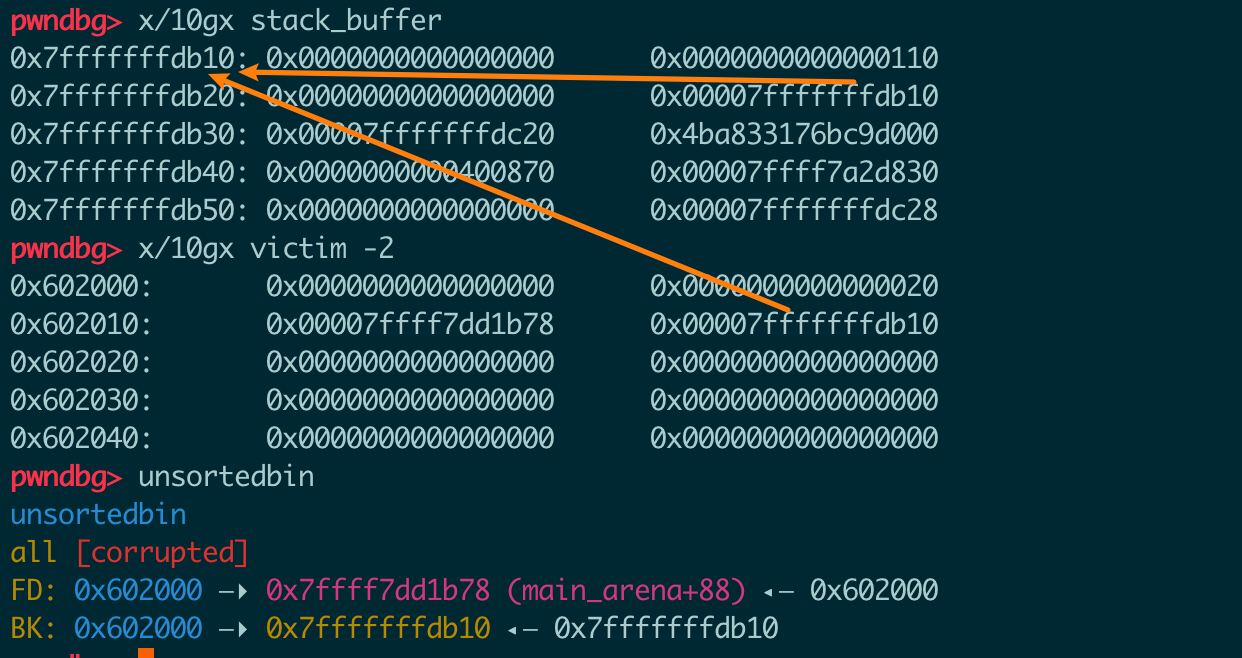 pwndbg> x/10gx stack_buffer
0x7fffffffdb10: 0x0000000000000000 0x0000000000000110
0x7fffffffdb20: 0x0000000000000000 0x00007fffffffdb10
0x7fffffffdb30: 0x00007fffffffdc20 0x4ba833176bc9d000
0x7fffffffdb40: 0x0000000000400870 0x00007ffff7a2d830
0x7fffffffdb50: 0x0000000000000000 0x00007fffffffdc28
pwndbg> x/10gx victim -2
0x602000: 0x0000000000000000 0x0000000000000020
0x602010: 0x00007ffff7dd1b78 0x00007fffffffdb10
0x602020: 0x0000000000000000 0x0000000000000000
0x602030: 0x0000000000000000 0x0000000000000000
0x602040: 0x0000000000000000 0x0000000000000000
pwndbg> unsortedbin
unsortedbin
all [corrupted]
FD: 0x602000 —▸ 0x7ffff7dd1b78 (main_arena+88) ◂— 0x602000
BK: 0x602000 —▸ 0x7fffffffdb10 ◂— 0x7fffffffdb10